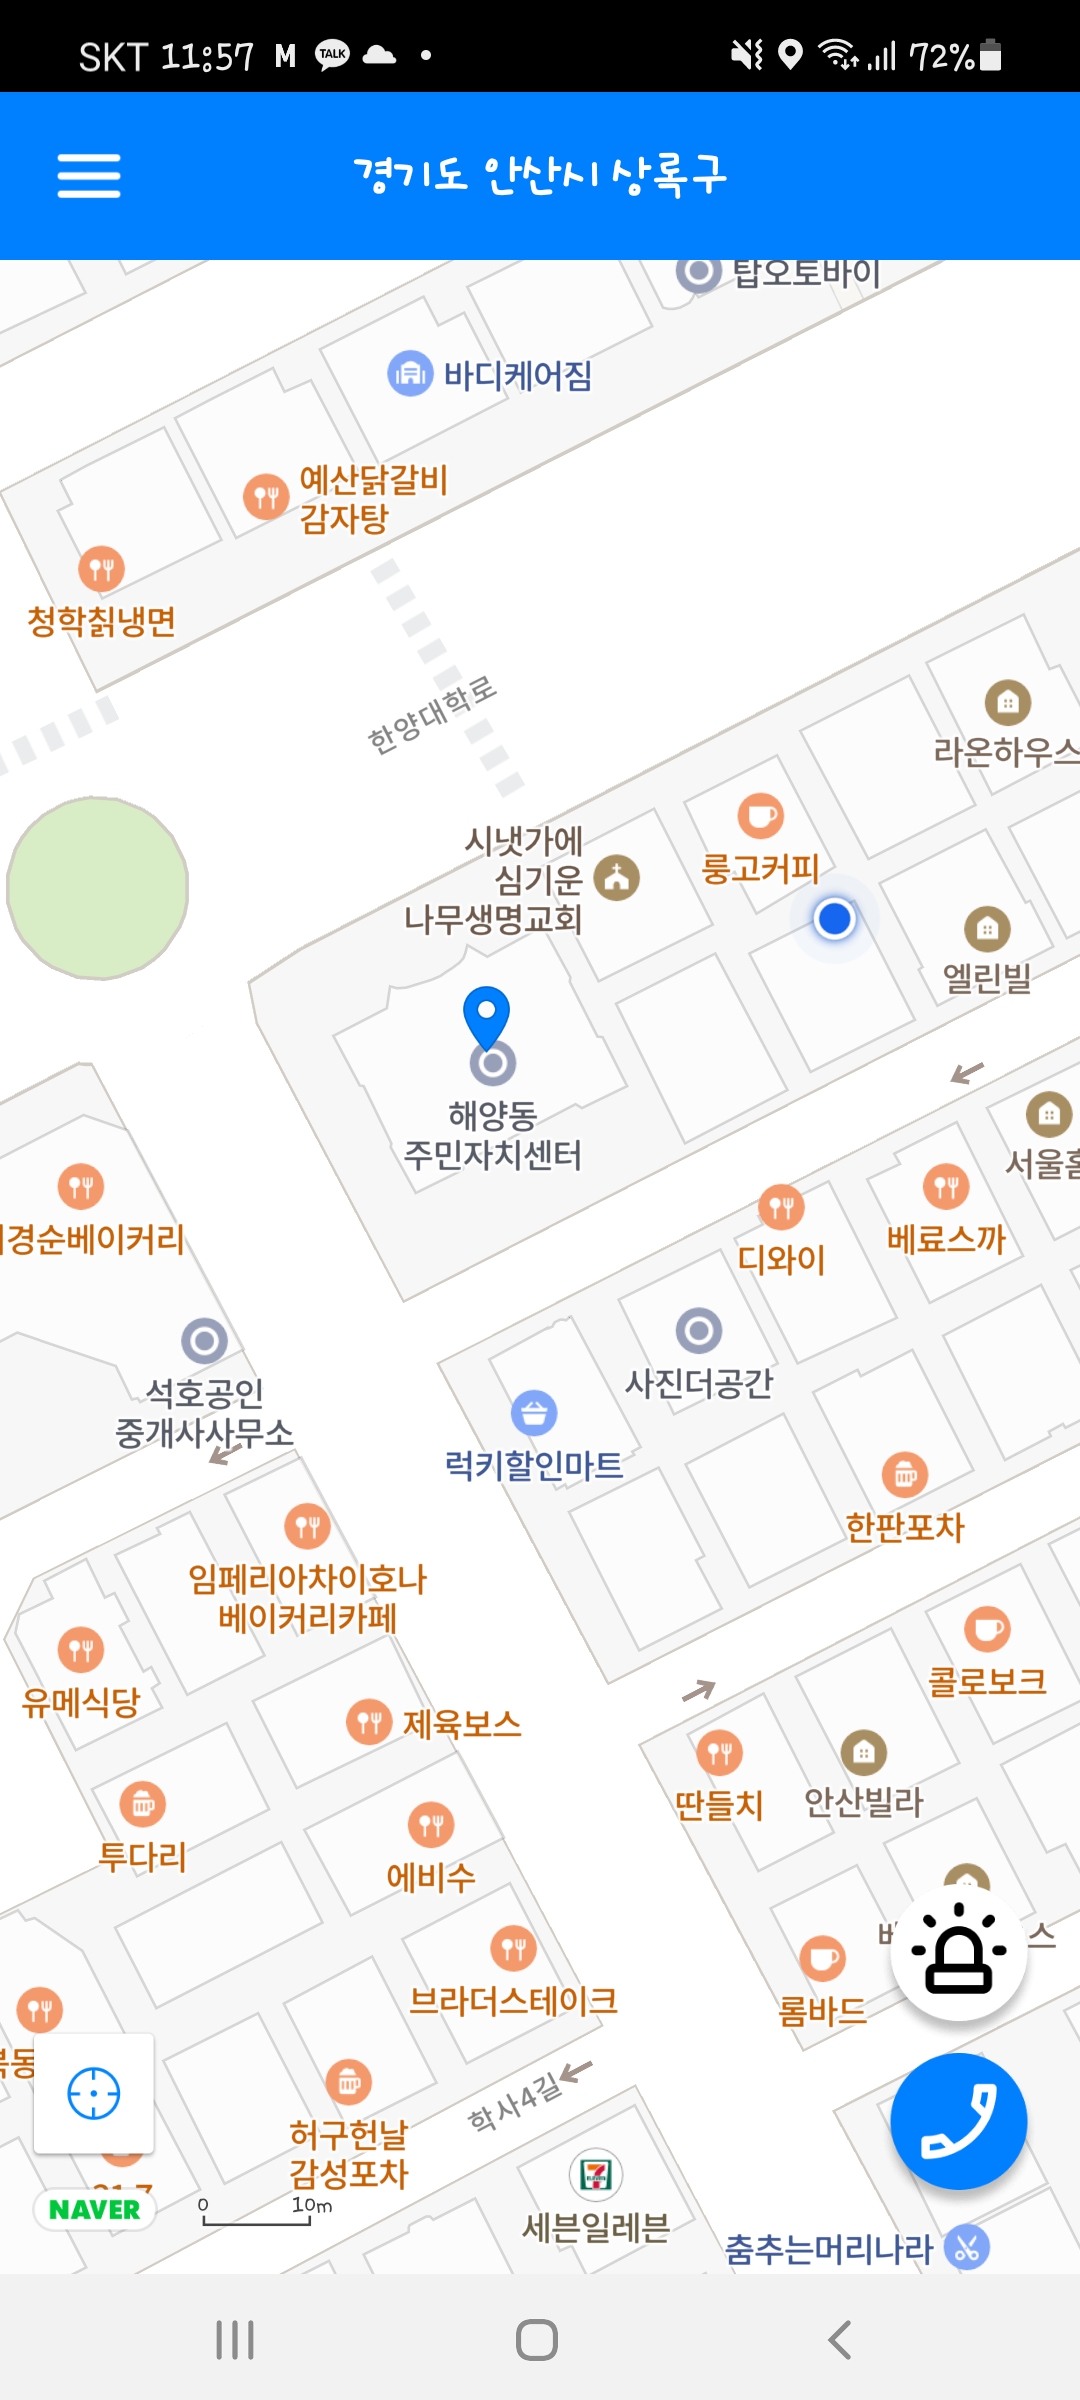 SKT 11:57 M TALK
72%
경기도 안산시 상록구
탑오토바이
바디케어짐
예산닭갈비
감자탕
청학칡냉면
한양대학로
라온하우스
룽고커피
시냇가에
심기운
나무생명교회
엘린빌
해양동
주민자치센터
서울홈
경순베이커리
디와이
베료스까
석호공인
중개사사무소
사진더공간
럭키할인마트
한판포차
임페리아차이호나
베이커리카페
콜로보크
유메식당
제육보스
딴들치
안산빌라
투다리
에비수
스
브라더스테이크
롬바드
학사4길
허구헌날
감성포차
NAVER
0 10m
7 ELEVEN
세븐일레븐
춤추는머리나라